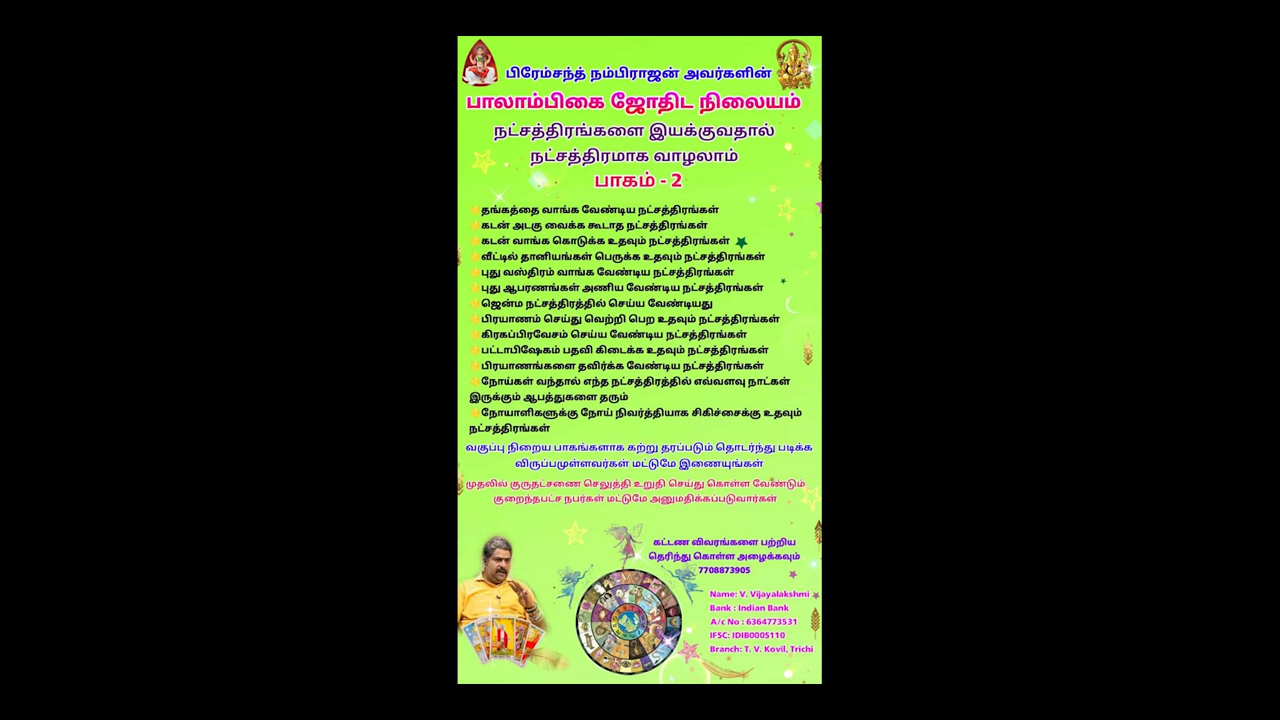 பிரேம்சந்த் நம்பிராஜன் அவர்களின்
பாலாம்பிகை ஜோதிட நிலையம்
நட்சத்திரங்களை இயக்குவதால்
நட்சத்திரமாக வாழலாம்
பாகம் - 2
தங்கத்தை வாங்க வேண்டிய நட்சத்திரங்கள்
கடன் அடகு வைக்க கூடாத நட்சத்திரங்கள்
கடன் வாங்க கொடுக்க உதவும் நட்சத்திரங்கள்
வீட்டில் தானியங்கள் பெருக்க உதவும் நட்சத்திரங்கள்
புது வஸ்திரம் வாங்க வேண்டிய நட்சத்திரங்கள்
புது ஆபரணங்கள் அணிய வேண்டிய நட்சத்திரங்கள்
ஜென்ம நட்சத்திரத்தில் செய்ய வேண்டியது
பிரயாணம் செய்து வெற்றி பெற உதவும் நட்சத்திரங்கள்
கிரகப்பிரவேசம் செய்ய வேண்டிய நட்சத்திரங்கள்
பட்டாபிஷேகம் பதவி கிடைக்க உதவும் நட்சத்திரங்கள்
பிரயாணங்களை தவிர்க்க வேண்டிய நட்சத்திரங்கள்
நோய்கள் வந்தால் எந்த நட்சத்திரத்தில் எவ்வளவு நாட்கள்
இருக்கும் ஆபத்துகளை தரும்
நோயாளிகளுக்கு நோய் நிவர்த்தியாக சிகிச்சைக்கு உதவும்
நட்சத்திரங்கள்
வகுப்பு நிறைய பாகங்களாக கற்று தரப்படும் தொடர்ந்து படிக்க
விருப்பமுள்ளவர்கள் மட்டுமே இணையுங்கள்
முதலில் குருதட்சணை செலுத்தி உறுதி செய்து கொள்ள வேண்டும்
குறைந்தபட்ச நபர்கள் மட்டுமே அனுமதிக்கப்படுவார்கள்
கட்டண விவரங்களை பற்றிய
தெரிந்து கொள்ள அழைக்கவும்
7708873905
Name: V. Vijayalakshmi
Bank : Indian Bank
A/c No : 6364773531
IFSC: IDIB000S110
Branch: T. V. Kovil, Trichi